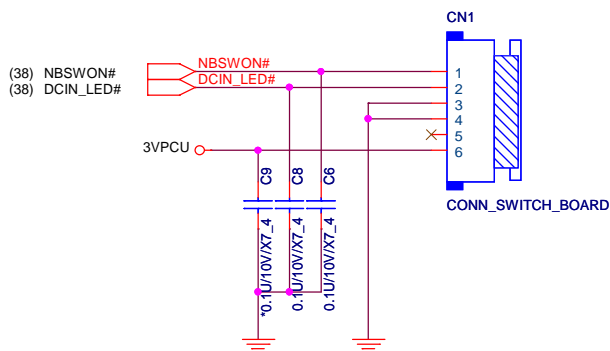 CN1
(38) NBSWON#
NBSWON#
(38) DCIN_LED#
DCIN_LED#
1
2
3
4
5
6
3VPCU
C9
C8
C6
*0.1U/10V/X7_4
0.1U/10V/X7_4
0.1U/10V/X7_4
CONN_SWITCH_BOARD